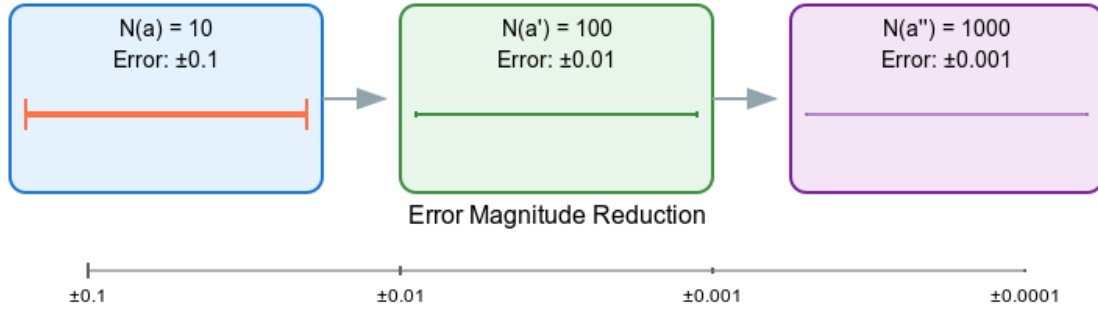 N(a) = 10
Error: ±0.1
N(a') = 100
Error: ±0.01
N(a'') = 1000
Error: ±0.001
Error Magnitude Reduction
±0.1
±0.01
±0.001
±0.0001